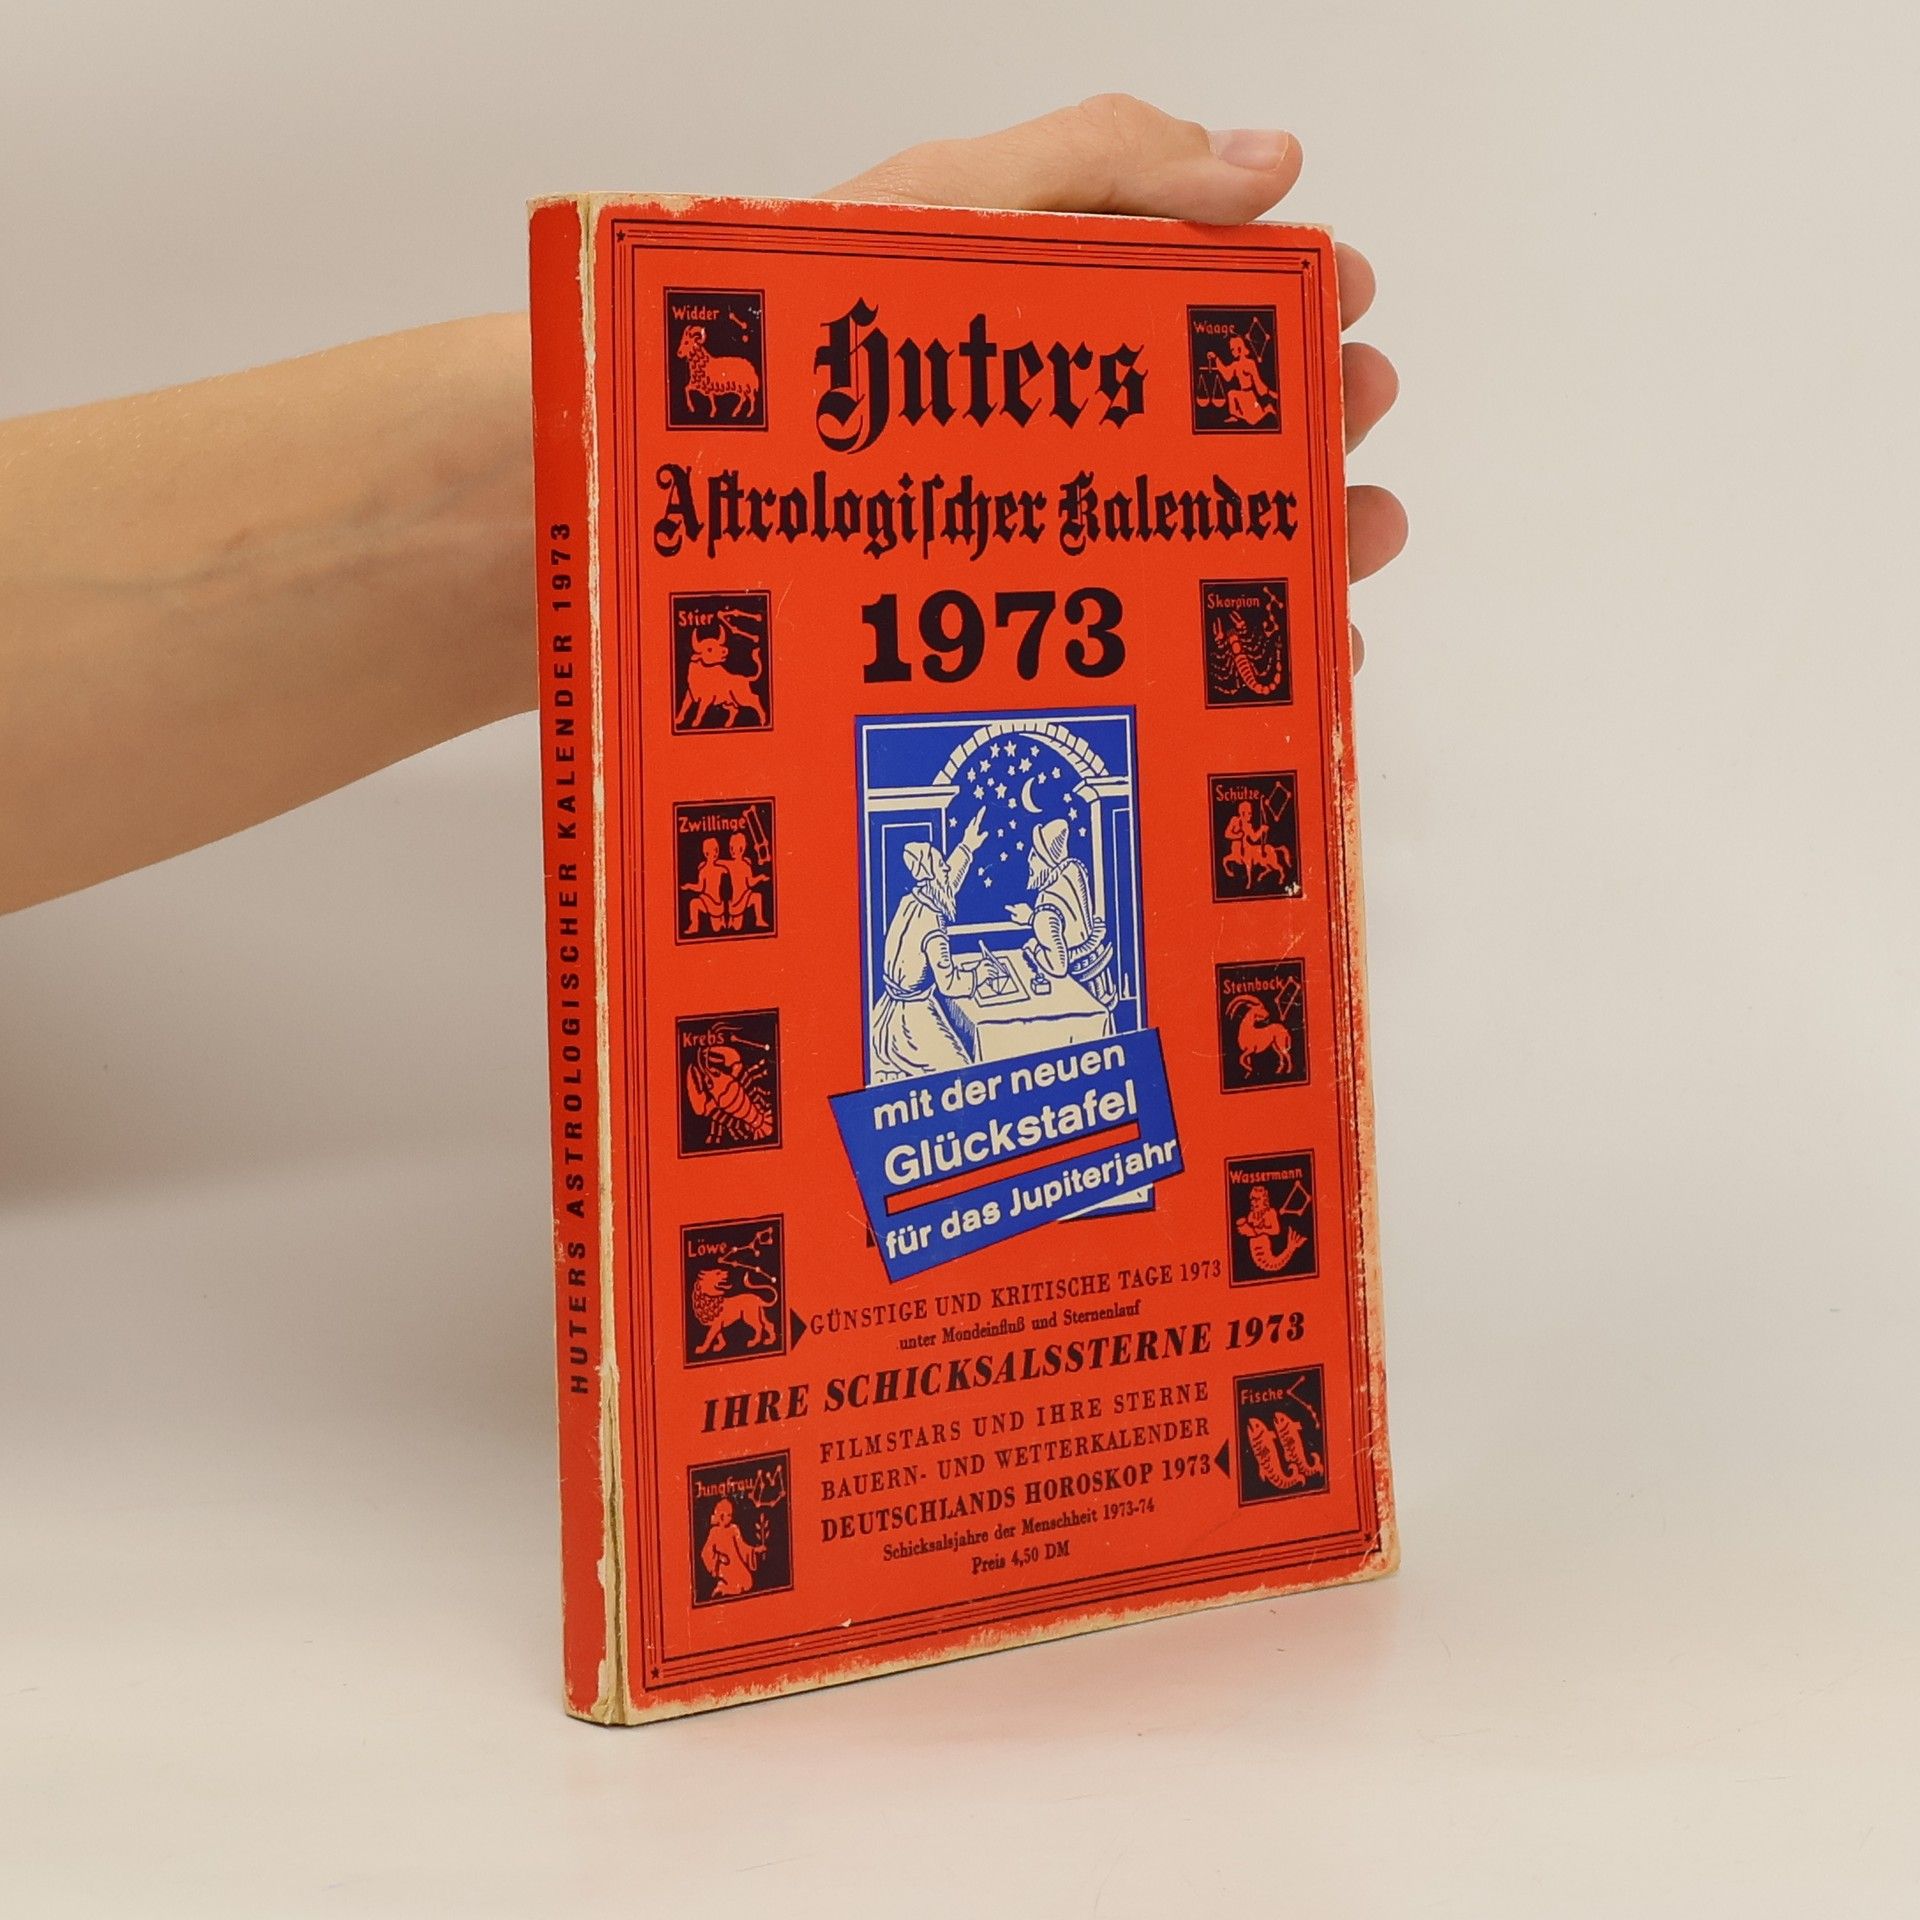 HUTERS ASTROLOGISCHER KALENDER 1973
Huters
Aſtrologiſcher Kalender
1973
Widder
Stier
Zwillinge
Krebs
Löwe
Jungfrau
Waage
Skorpion
Schütze
Steinbock
Wassermann
Fische
mit der neuen
Glückstafel
für das Jupiterjahr
GÜNSTIGE UND KRITISCHE TAGE 1973
unter Mondeinfluß und Sternenlauf
IHRE SCHICKSALSSTERNE 1973
FILMSTARS UND IHRE STERNE
BAUERN- UND WETTERKALENDER
DEUTSCHLANDS HOROSKOP 1973
Schicksalsjahre der Menschheit 1973-74
Preis 4,50 DM